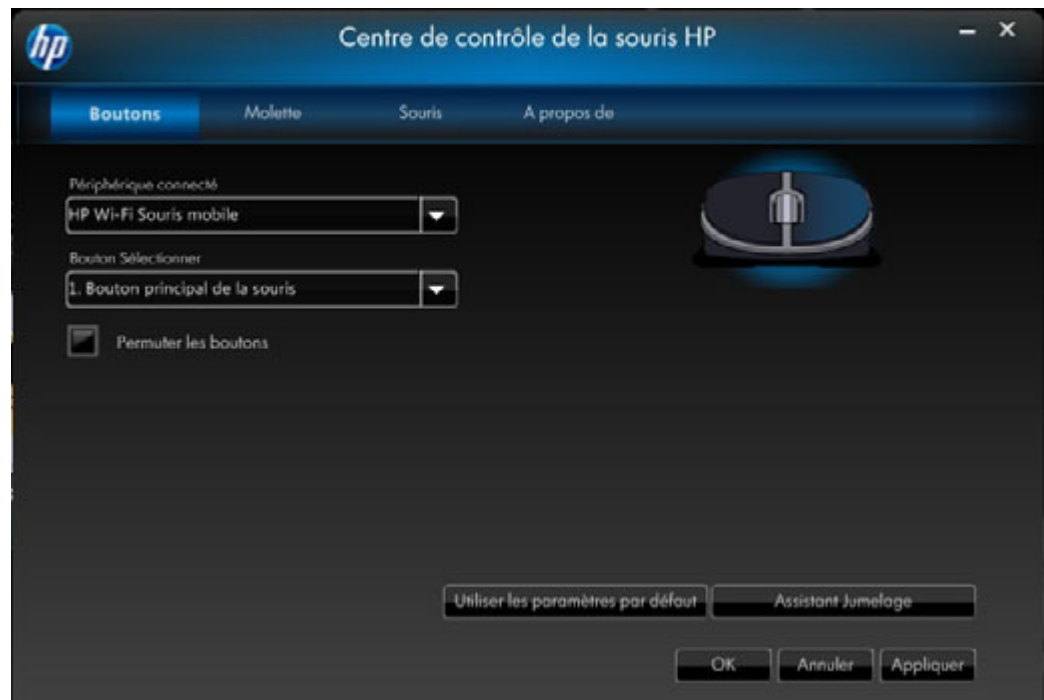 hp
Centre de contrôle de la souris HP
Boutons Molette Souris A propos de
Périphérique connecté
HP Wi-Fi Souris mobile
Bouton Sélectionner
1. Bouton principal de la souris
Permuter les boutons
Utiliser les paramètres par défaut Assistant Jumelage
OK Annuler Appliquer